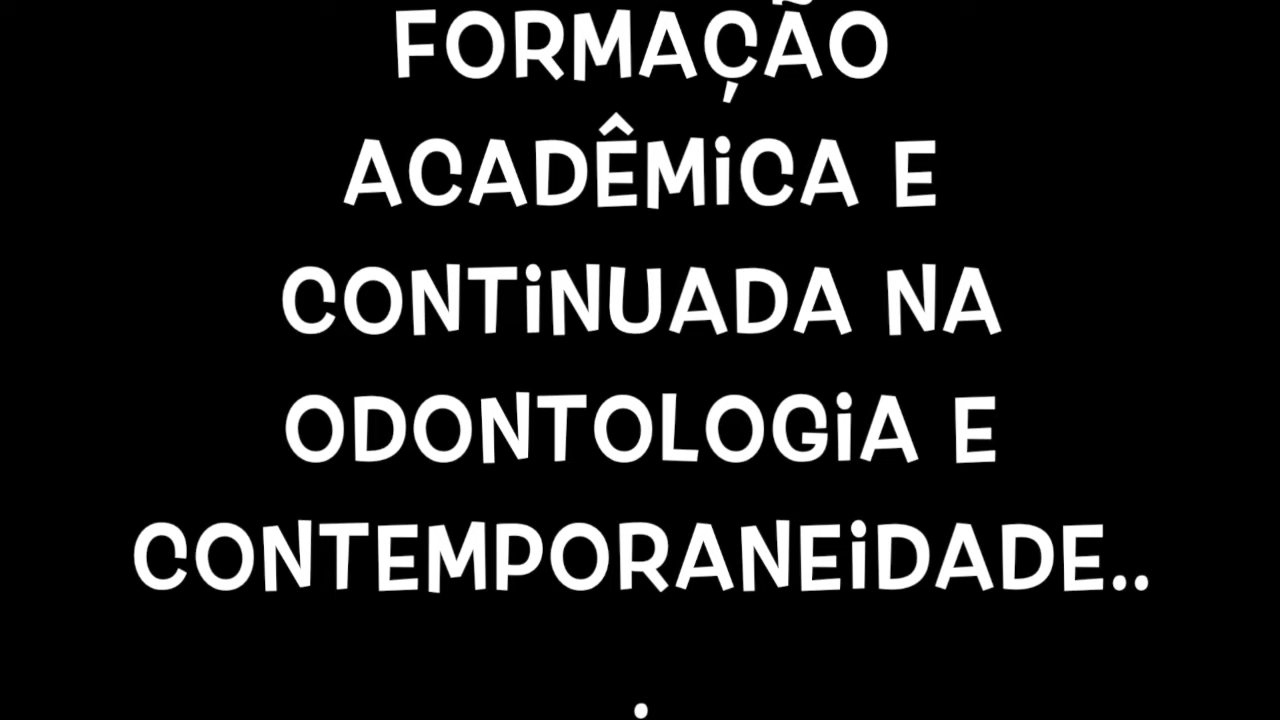 FORMAÇÃO
ACADÊMiCA E
CONTiNUADA NA
ODONTOLOGiA E
CONTEMPORANEiDADE..
.